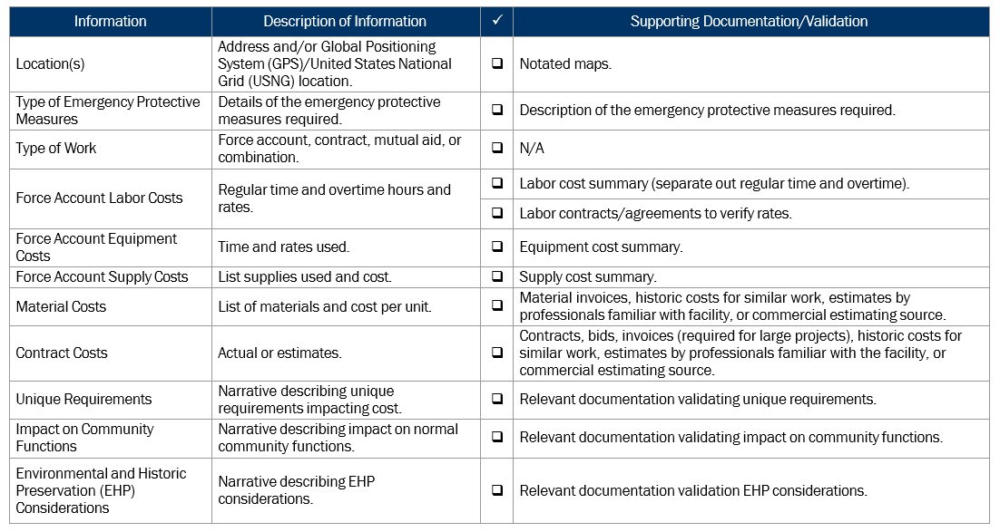 Information Description of Information ✓ Supporting Documentation/Validation
Location(s)
Address and/or Global Positioning
System (GPS)/United States National
Grid (USNG) location.
❑ Notated maps.
Type of Emergency Protective
Measures
Details of the emergency protective
measures required.
❑ Description of the emergency protective measures required.
Type of Work
Force account, contract, mutual aid, or
combination.
❑ N/A
Force Account Labor Costs
Regular time and overtime hours and
rates.
❑ Labor cost summary (separate out regular time and overtime).
❑ Labor contracts/agreements to verify rates.
Force Account Equipment
Costs
Time and rates used.
❑ Equipment cost summary.
Force Account Supply Costs List supplies used and cost. ❑ Supply cost summary.
Material Costs
List of materials and cost per unit.
❑ Material invoices, historic costs for similar work, estimates by
professionals familiar with facility, or commercial estimating source.
Contract Costs
Actual or estimates.
❑ Contracts, bids, invoices (required for large projects), historic costs for
similar work, estimates by professionals familiar with the facility, or
commercial estimating source.
Unique Requirements
Narrative describing unique
requirements impacting cost.
❑ Relevant documentation validating unique requirements.
Impact on Community
Functions
Narrative describing impact on normal
community functions.
❑ Relevant documentation validating impact on community functions.
Environmental and Historic
Preservation (EHP)
Considerations
Narrative describing EHP
considerations.
❑ Relevant documentation validation EHP considerations.